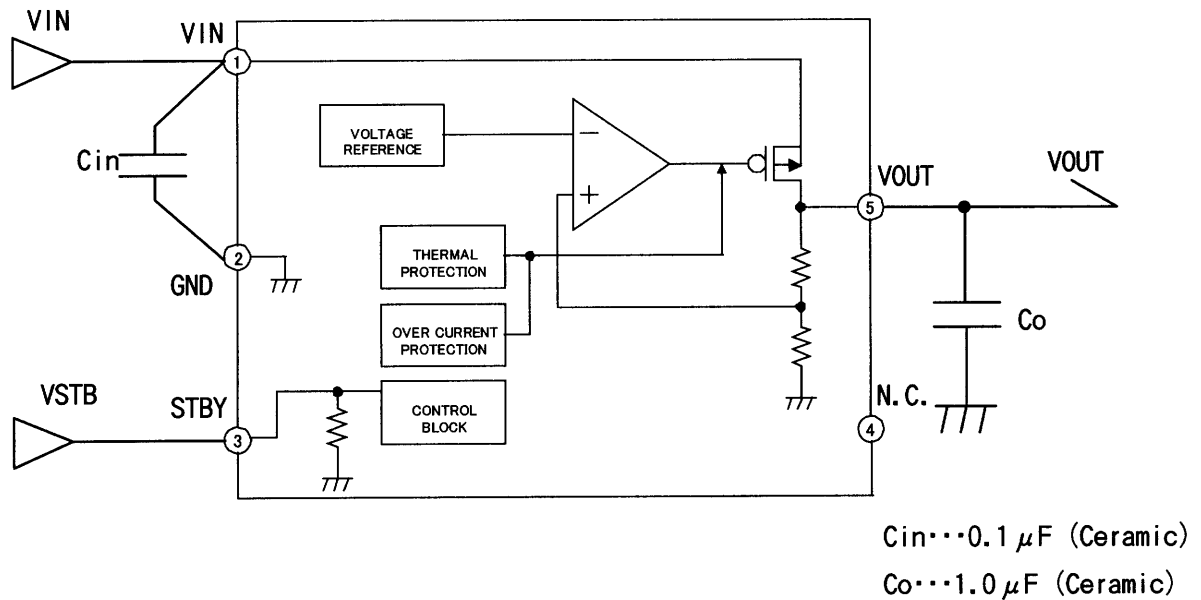 VIN
VIN
1
VOLTAGE
REFERENCE
−
+
Cin
VOUT
VOUT
5
THERMAL
PROTECTION
2
GND
OVER CURRENT
PROTECTION
Co
VSTB
STBY
3
CONTROL
BLOCK
N.C.
4
Cin···0.1μF (Ceramic)
Co···1.0μF (Ceramic)